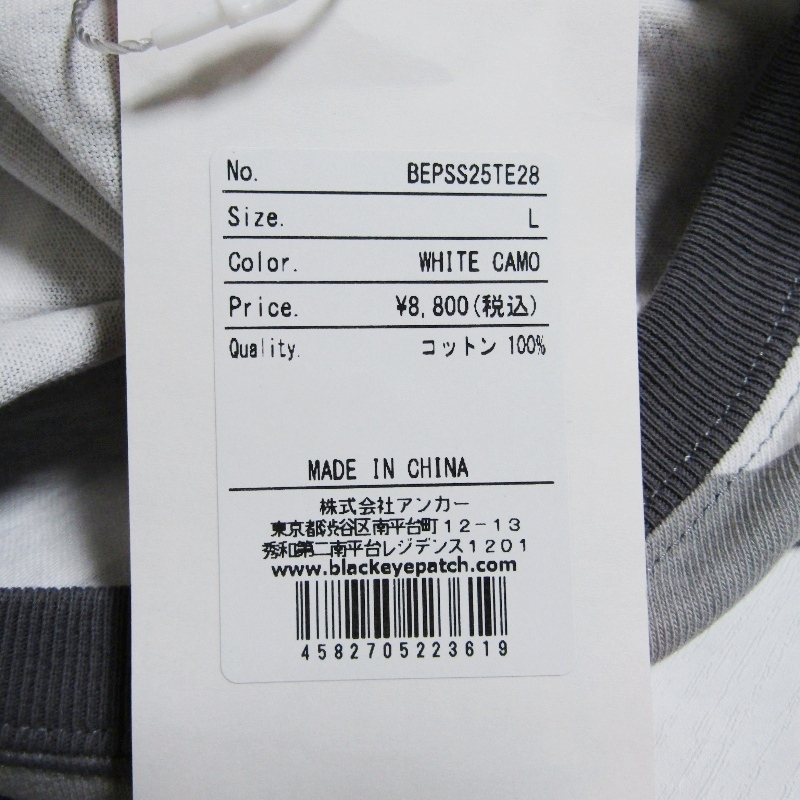 No. BEPSS25TE28
Size. L
Color. WHITE CAMO
Price. ¥8,800(税込)
Quality. コットン 100%
MADE IN CHINA
株式会社アンカー
東京都渋谷区南平台町12-13
秀和第二南平台レジデンス1201
www.blackeyepatch.com
4582705223619